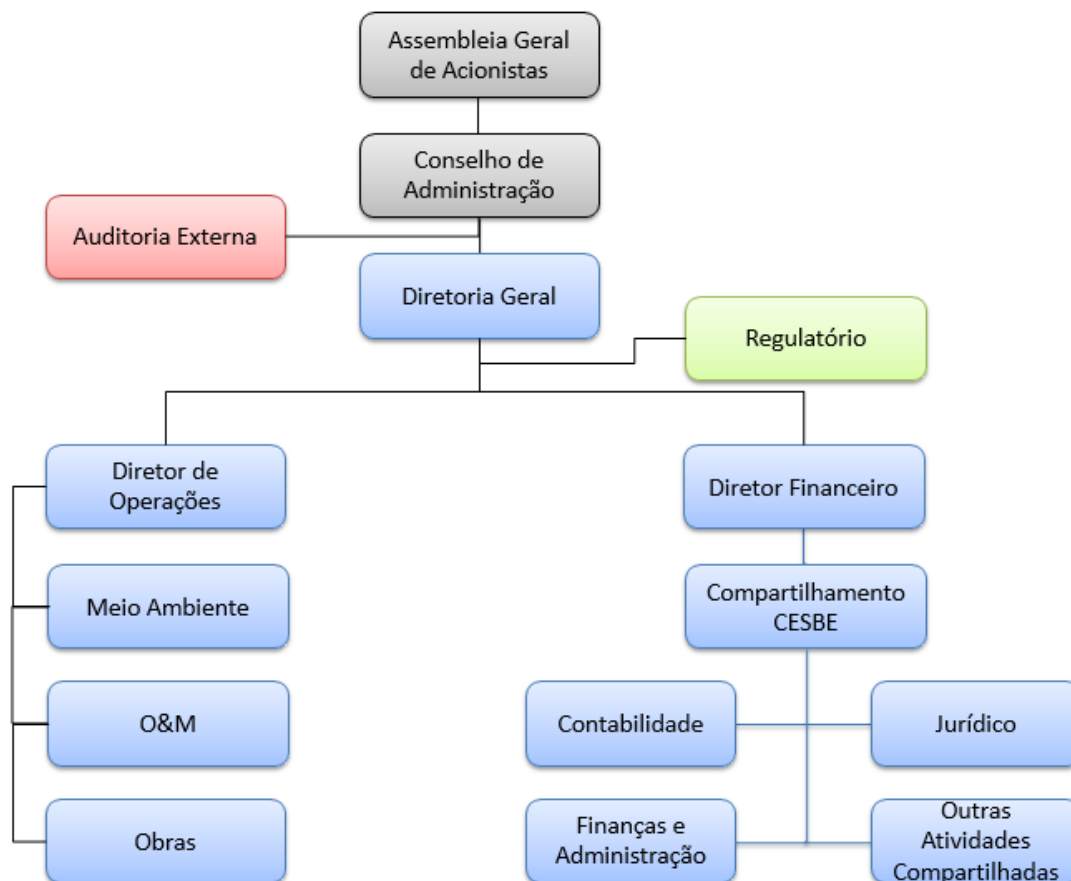 Assembleia Geral
de Acionistas
Conselho de
Administração
Auditoria Externa
Diretoria Geral
Regulatório
Diretor de
Operações
Diretor Financeiro
Meio Ambiente
Compartilhamento
CESBE
O&M
Contabilidade
Jurídico
Obras
Finanças e
Administração
Outras
Atividades
Compartilhadas